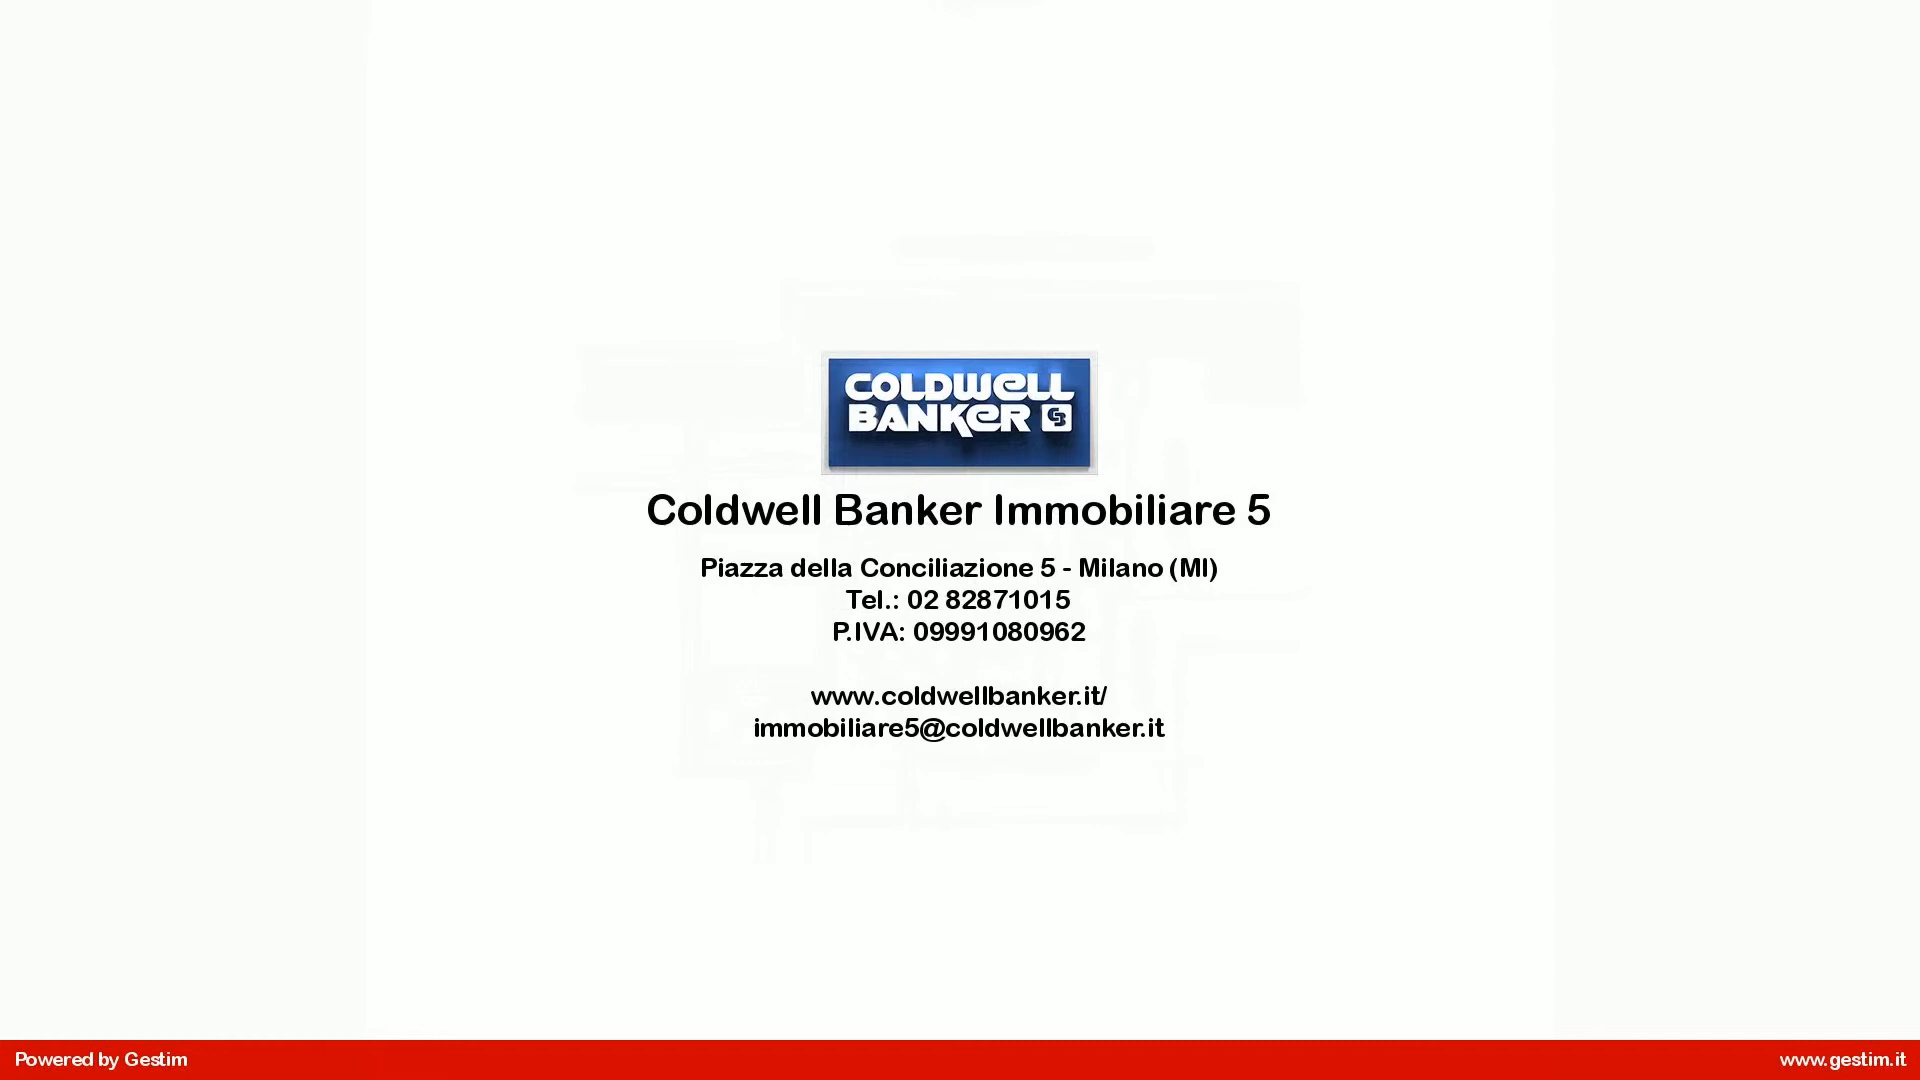 COLDWELL
BANKER CB
Coldwell Banker Immobiliare 5
Piazza della Conciliazione 5 - Milano (MI)
Tel.: 02 82871015
P.IVA: 09991080962
www.coldwellbanker.it/
immobiliare5@coldwellbanker.it
Powered by Gestim
www.gestim.it